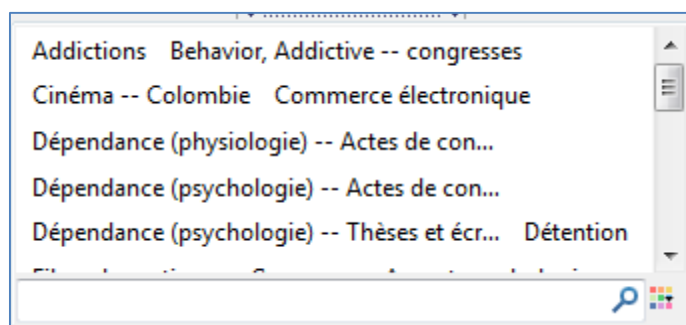 Addictions Behavior, Addictive -- congresses
Cinéma -- Colombie Commerce électronique
Dépendance (physiologie) -- Actes de con...
Dépendance (psychologie) -- Actes de con...
Dépendance (psychologie) -- Thèses et écr... Détention